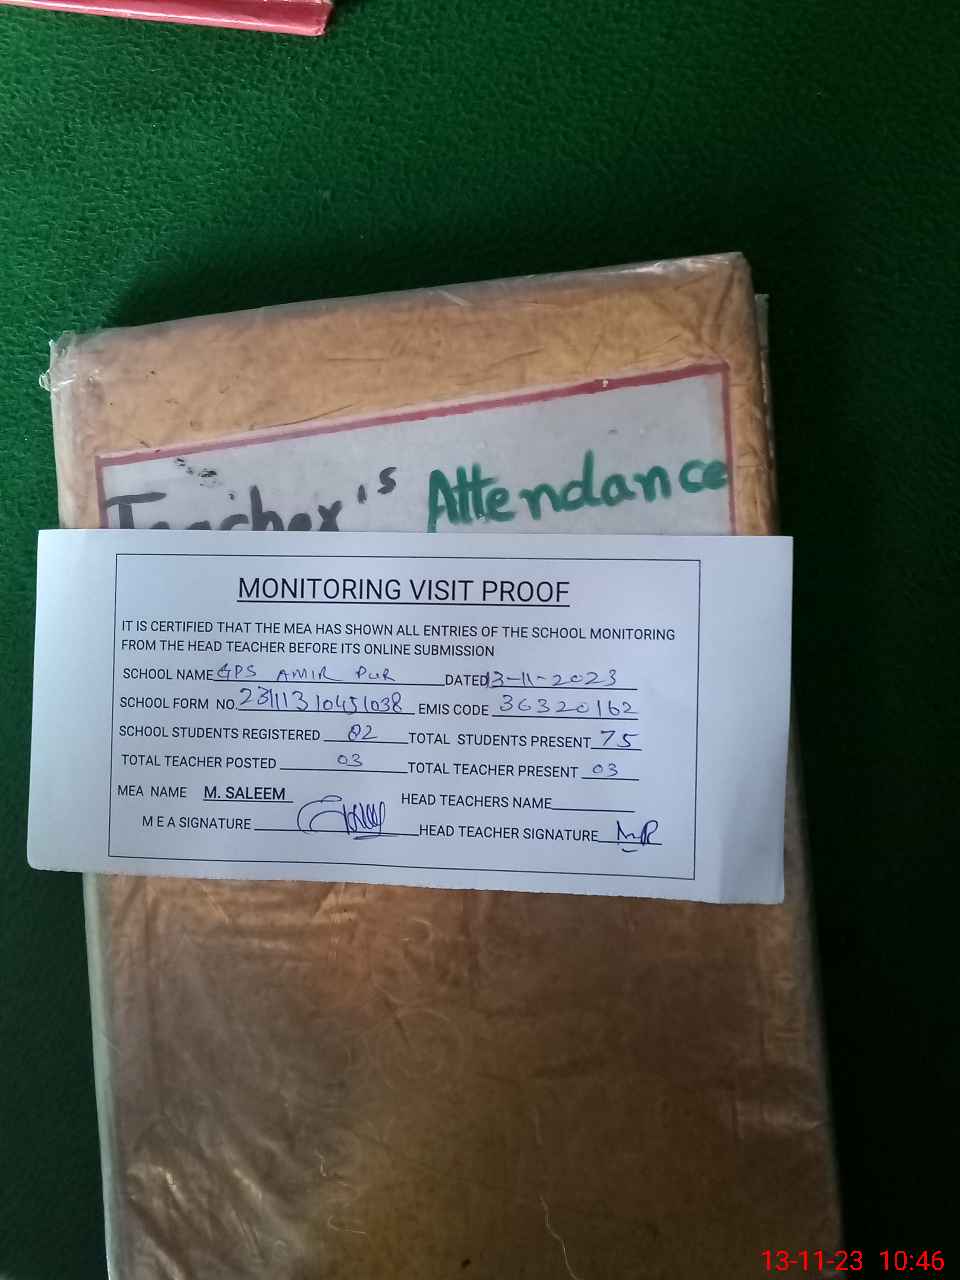 Teacher's Attendance
MONITORING VISIT PROOF
IT IS CERTIFIED THAT THE MEA HAS SHOWN ALL ENTRIES OF THE SCHOOL MONITORING
FROM THE HEAD TEACHER BEFORE ITS ONLINE SUBMISSION
SCHOOL NAME GPS AMIR PUR DATED 13-11-2023
SCHOOL FORM NO. EMIS CODE 36320162
SCHOOL STUDENTS REGISTERED 82 TOTAL STUDENTS PRESENT 75
TOTAL TEACHER POSTED 03 TOTAL TEACHER PRESENT 03
MEA NAME M. SALEEM HEAD TEACHERS NAME
M E A SIGNATURE HEAD TEACHER SIGNATURE
13-11-23 10:46